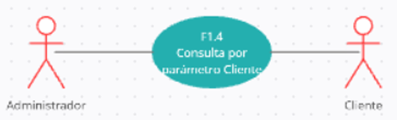 F1.4
Consulta por
parámetro Cliente
Administrador
Cliente